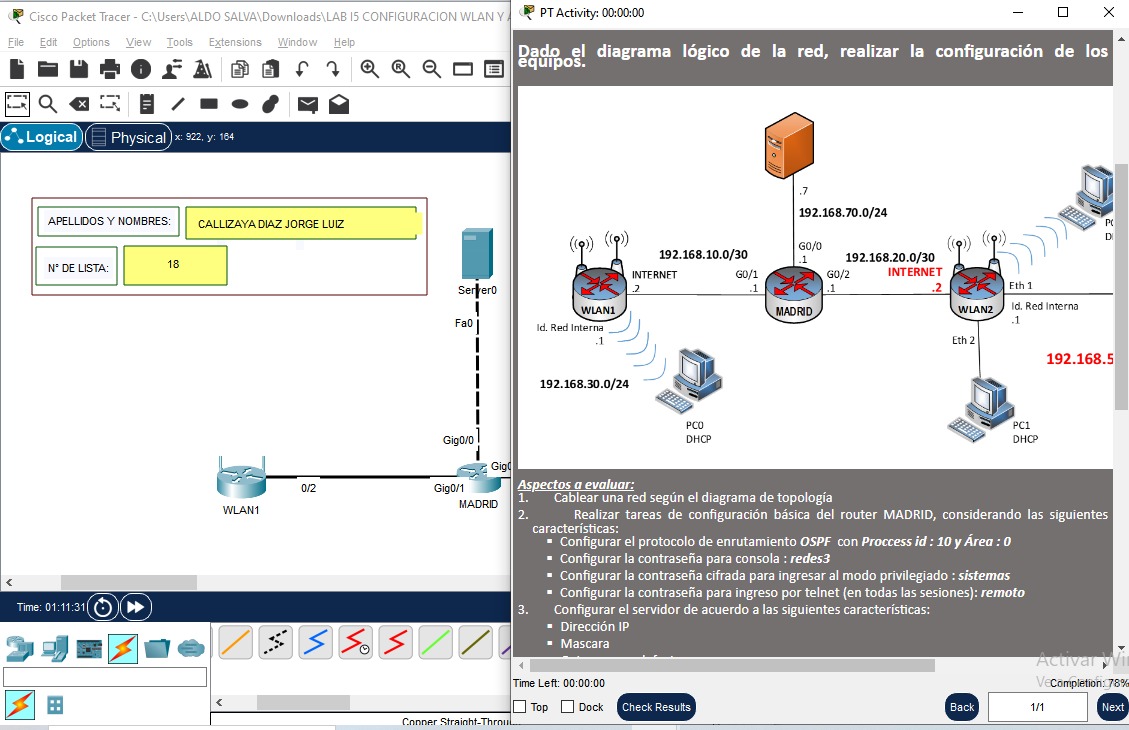 Cisco Packet Tracer - C:\Users\ALDO SALVA\Downloads\LAB I5 CONFIGURACION WLAN Y
File Edit Options View Tools Extensions Window Help
Logical Physical x: 922, y: 164
APELLIDOS Y NOMBRES: CALLIZAYA DIAZ JORGE LUIZ
N° DE LISTA: 18
Server0
Fa0
Gig0/0
Gig0
0/2
Gig0/1
WLAN1
MADRID
Time: 01:11:31
Copper Straight-Throu
PT Activity: 00:00:00
Dado el diagrama lógico de la red, realizar la configuración de los
equipos.
.7
192.168.70.0/24
G0/0
.1
192.168.10.0/30
192.168.20.0/30
INTERNET
G0/1
G0/2
INTERNET
.2
.1
.1
.2
Eth 1
WLAN1
MADRID
WLAN2
Id. Red Interna
.1
Id. Red Interna
.1
Eth 2
192.168.5
192.168.30.0/24
PC0
DHCP
PC1
DHCP
Aspectos a evaluar:
1. Cablear una red según el diagrama de topología
2. Realizar tareas de configuración básica del router MADRID, considerando las siguientes
características:
▪ Configurar el protocolo de enrutamiento OSPF con Proccess id : 10 y Área : 0
▪ Configurar la contraseña para consola : redes3
▪ Configurar la contraseña cifrada para ingresar al modo privilegiado : sistemas
▪ Configurar la contraseña para ingreso por telnet (en todas las sesiones): remoto
3. Configurar el servidor de acuerdo a las siguientes características:
▪ Dirección IP
▪ Mascara
Activar Wi
Time Left: 00:00:00
Completion: 78%
Top Dock Check Results Back 1/1 Next